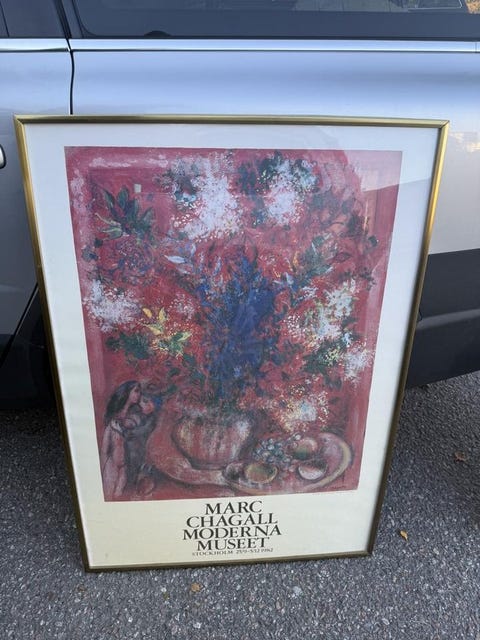 MARC
CHAGALL
MODERNA
MUSEET
STOCKHOLM 25/9-5/12 1982